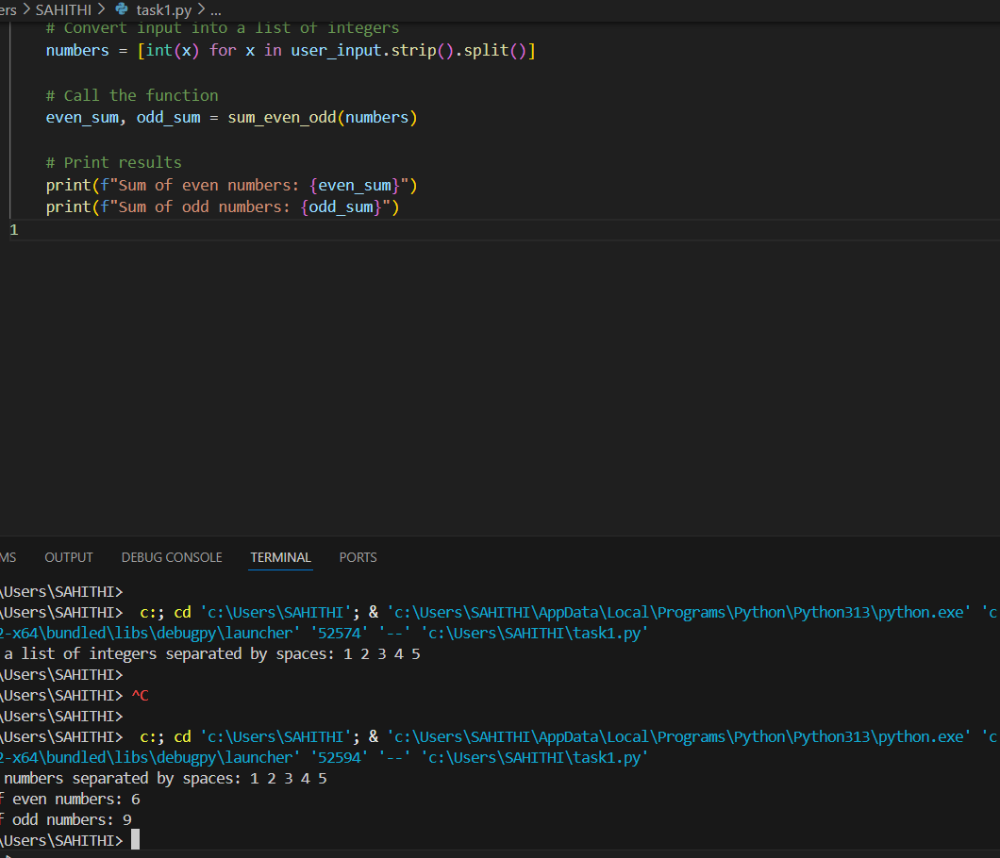 ers > SAHITHI > task1.py > ...
# Convert input into a list of integers
numbers = [int(x) for x in user_input.strip().split()]
# Call the function
even_sum, odd_sum = sum_even_odd(numbers)
# Print results
print(f"Sum of even numbers: {even_sum}")
print(f"Sum of odd numbers: {odd_sum}")
1
MS OUTPUT DEBUG CONSOLE TERMINAL PORTS
\Users\SAHITHI>
\Users\SAHITHI>  c:; cd 'c:\Users\SAHITHI'; & 'c:\Users\SAHITHI\AppData\Local\Programs\Python\Python313\python.exe' 'c
2-x64\bundled\libs\debugpy\launcher' '52574' '--' 'c:\Users\SAHITHI\task1.py'
a list of integers separated by spaces: 1 2 3 4 5
\Users\SAHITHI>
\Users\SAHITHI> ^C
\Users\SAHITHI>
\Users\SAHITHI>  c:; cd 'c:\Users\SAHITHI'; & 'c:\Users\SAHITHI\AppData\Local\Programs\Python\Python313\python.exe' 'c
2-x64\bundled\libs\debugpy\launcher' '52594' '--' 'c:\Users\SAHITHI\task1.py'
numbers separated by spaces: 1 2 3 4 5
f even numbers: 6
f odd numbers: 9
\Users\SAHITHI>